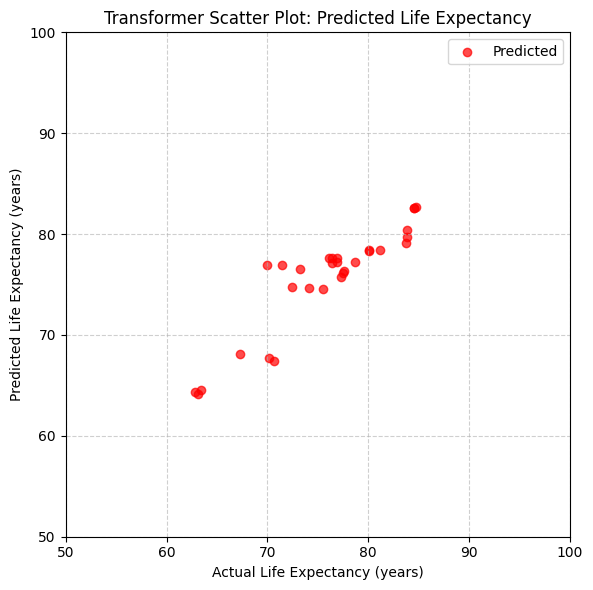 Transformer Scatter Plot: Predicted Life Expectancy
Predicted
100
90
80
70
60
50
Predicted Life Expectancy (years)
50 60 70 80 90 100
Actual Life Expectancy (years)